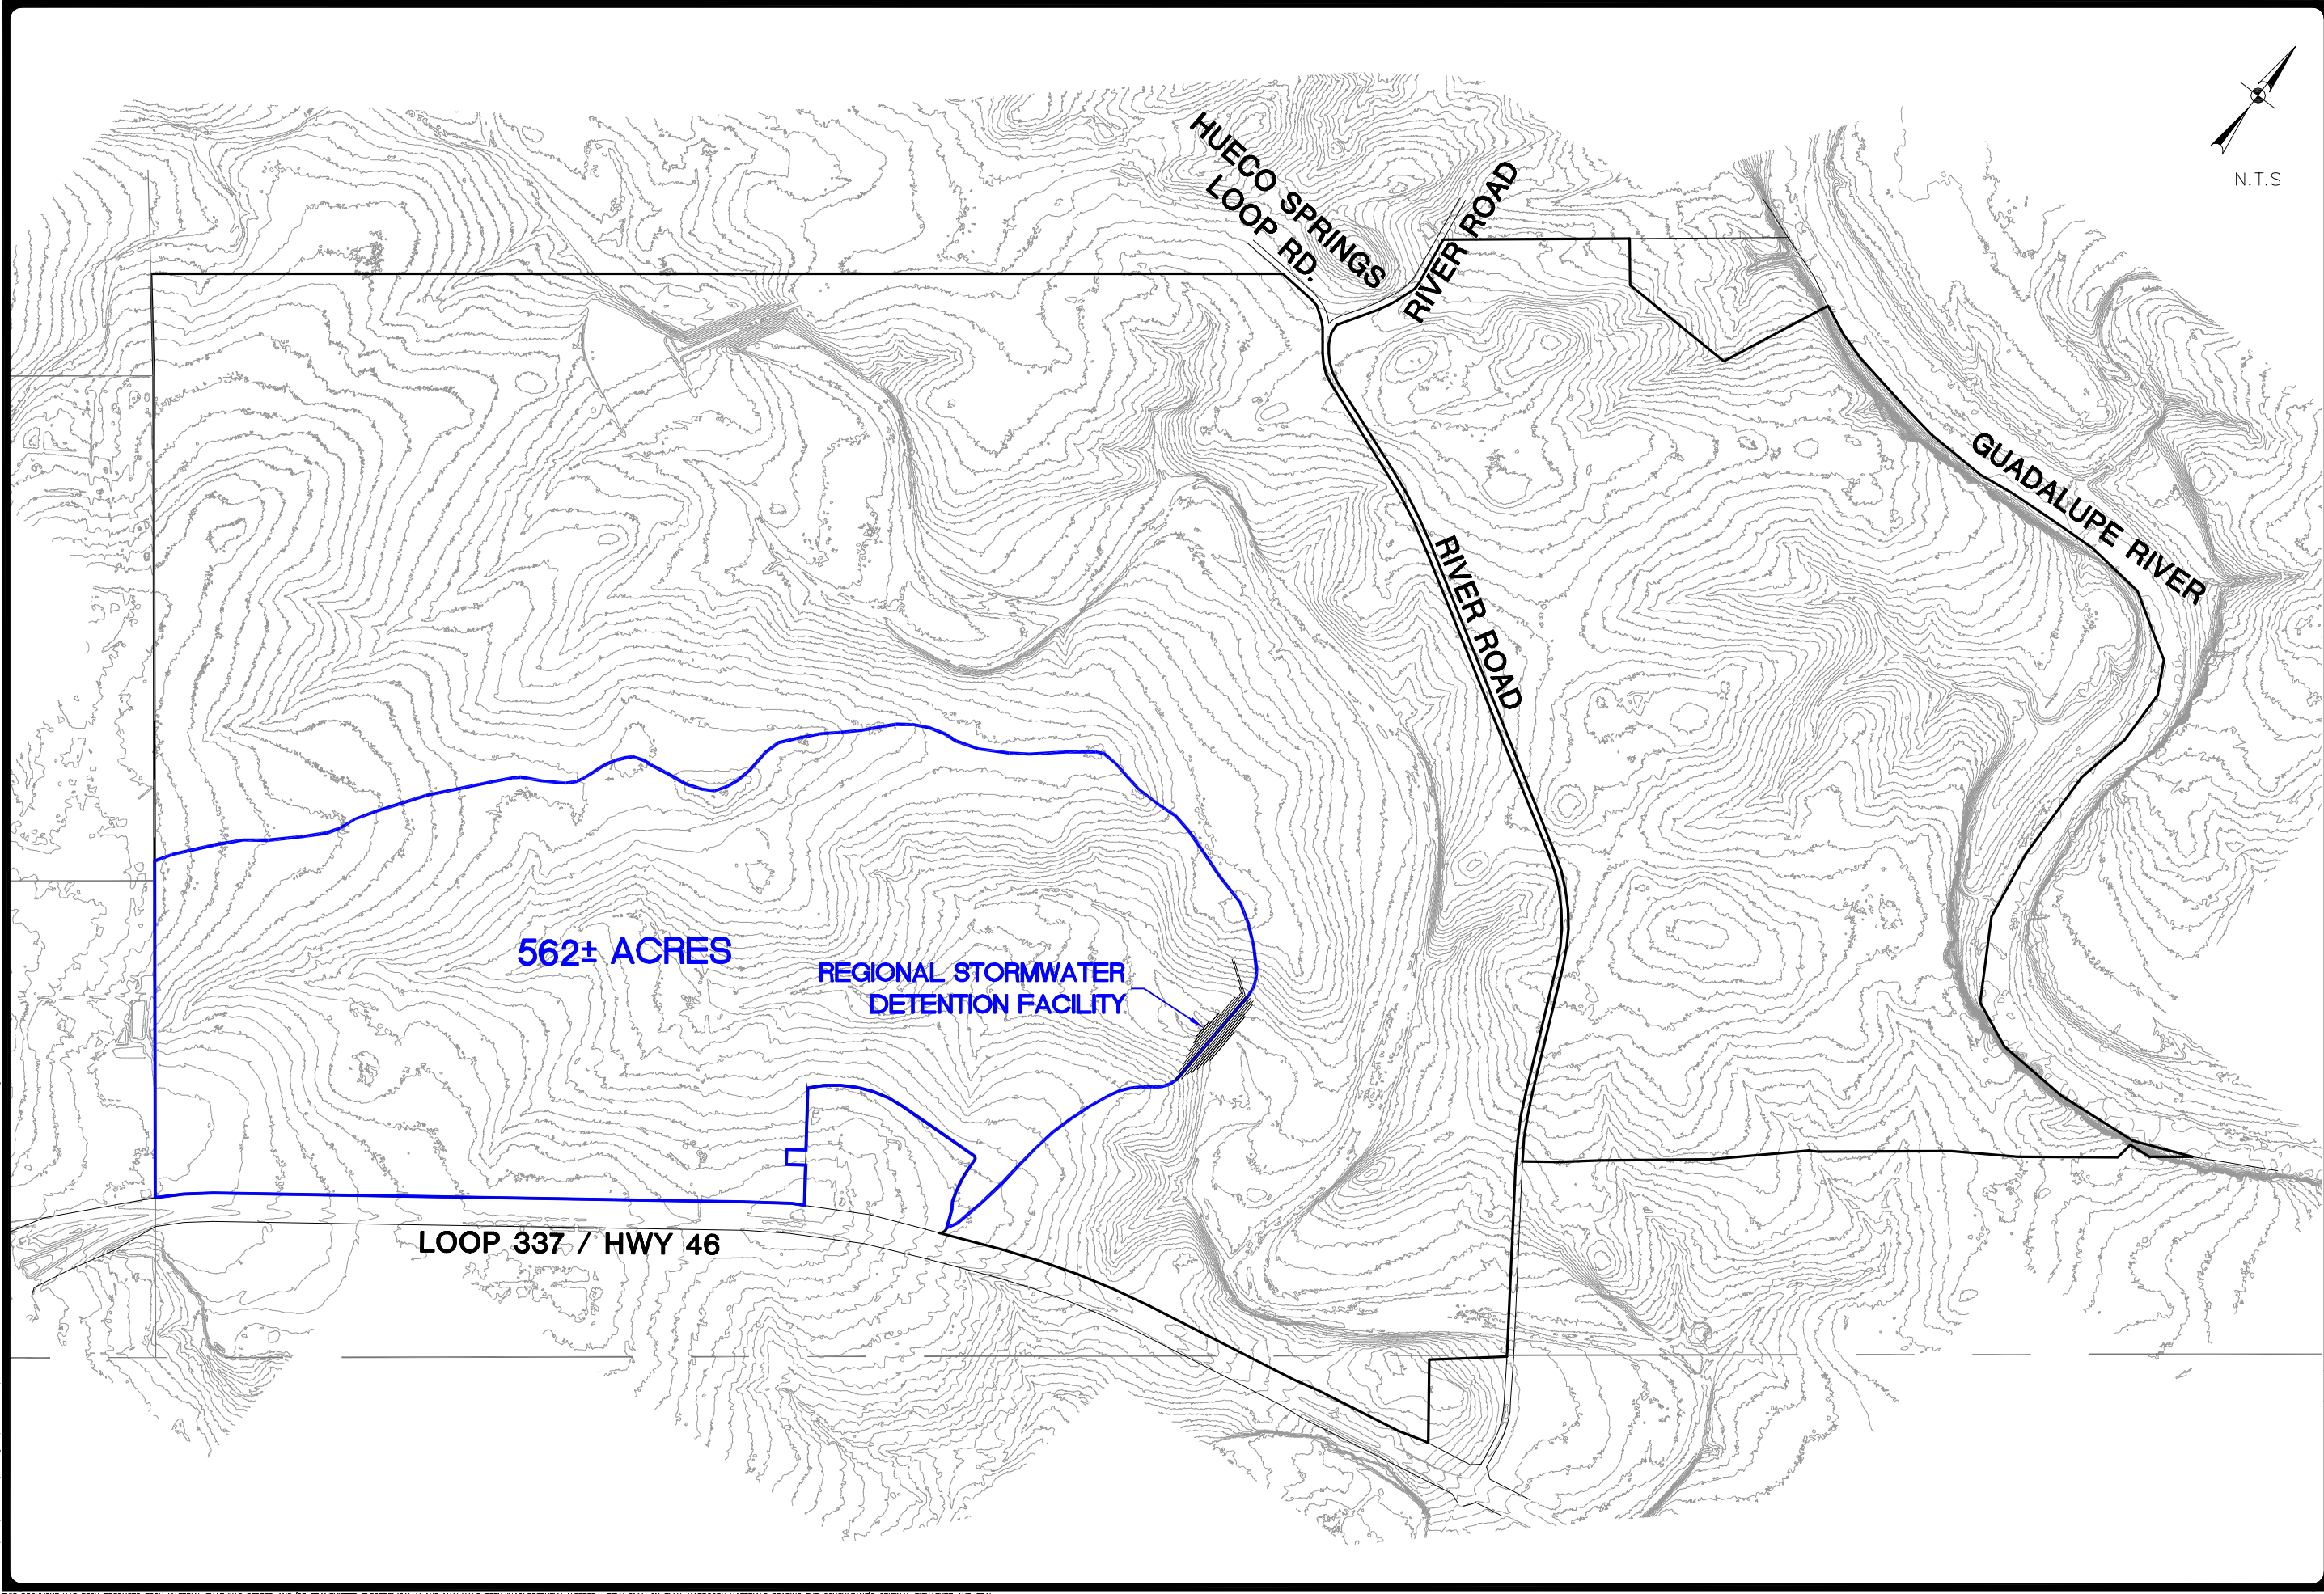 HUECO SPRINGS
LOOP RD.
RIVER ROAD
N.T.S
GUADALUPE RIVER
RIVER ROAD
562± ACRES
REGIONAL STORMWATER
DETENTION FACILITY
LOOP 337 / HWY 46